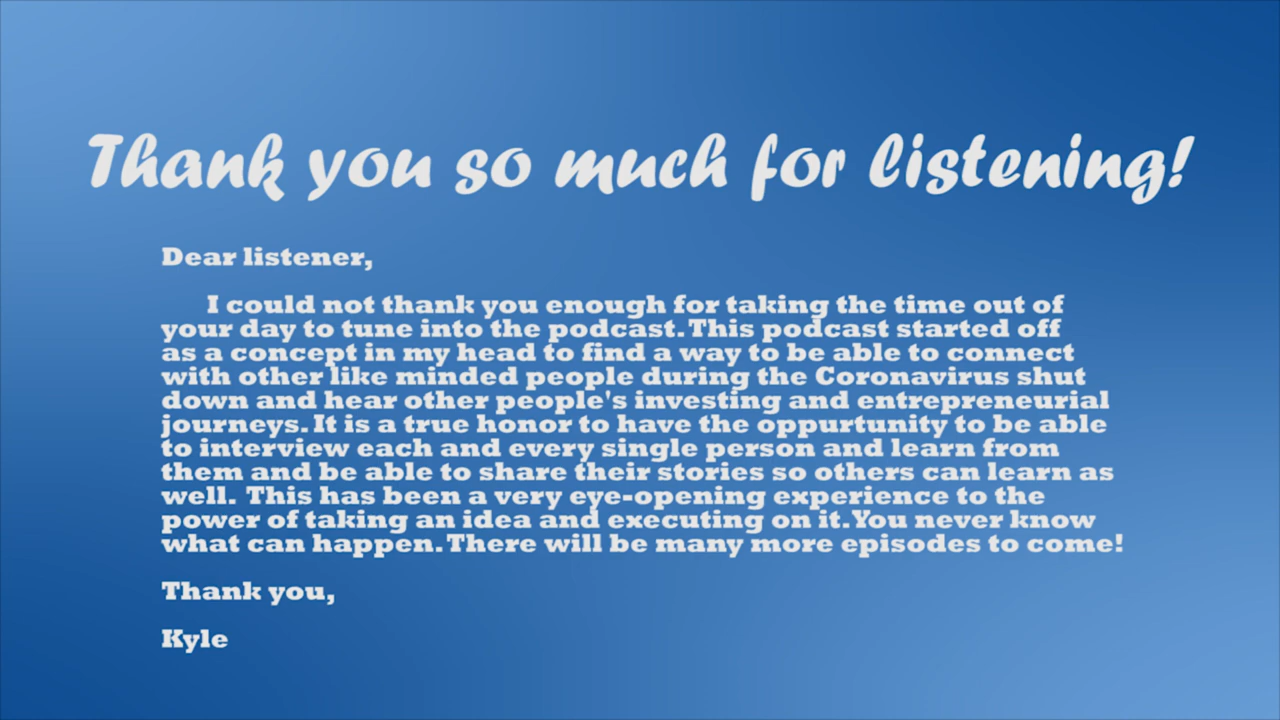 Thank you so much for listening!
Dear listener,
I could not thank you enough for taking the time out of
your day to tune into the podcast. This podcast started off
as a concept in my head to find a way to be able to connect
with other like minded people during the Coronavirus shut
down and hear other people's investing and entrepreneurial
journeys. It is a true honor to have the oppurtunity to be able
to interview each and every single person and learn from
them and be able to share their stories so others can learn as
well. This has been a very eye-opening experience to the
power of taking an idea and executing on it. You never know
what can happen. There will be many more episodes to come!
Thank you,
Kyle